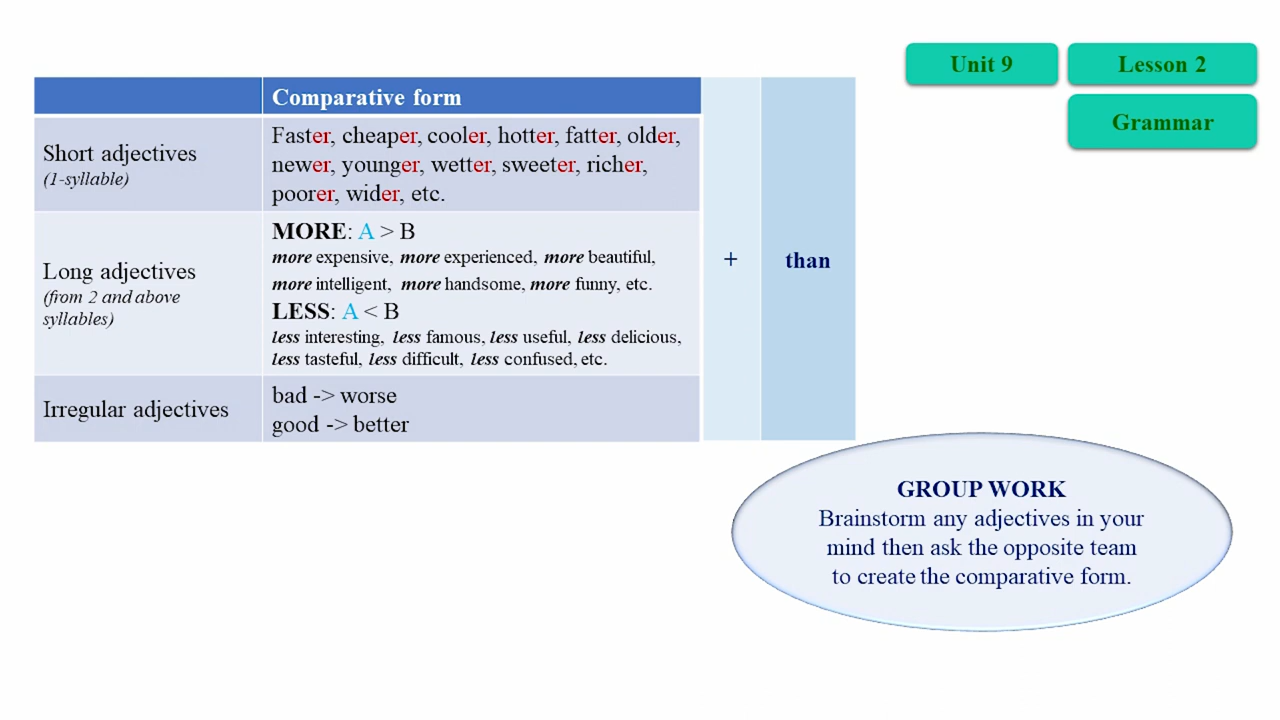 Unit 9
Lesson 2
Grammar
Comparative form
Short adjectives
(1-syllable)
Faster, cheaper, cooler, hotter, fatter, older,
newer, younger, wetter, sweeter, richer,
poorer, wider, etc.
Long adjectives
(from 2 and above
syllables)
MORE: A > B
more expensive, more experienced, more beautiful,
more intelligent, more handsome, more funny, etc.
LESS: A < B
less interesting, less famous, less useful, less delicious,
less tasteful, less difficult, less confused, etc.
Irregular adjectives
bad -> worse
good -> better
+
than
GROUP WORK
Brainstorm any adjectives in your
mind then ask the opposite team
to create the comparative form.